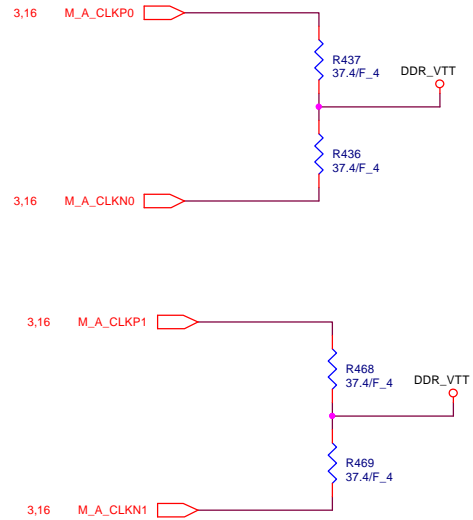 3,16 M_A_CLKP0
R437
37.4/F_4
DDR_VTT
R436
37.4/F_4
3,16 M_A_CLKN0
3,16 M_A_CLKP1
R468
37.4/F_4
DDR_VTT
R469
37.4/F_4
3,16 M_A_CLKN1